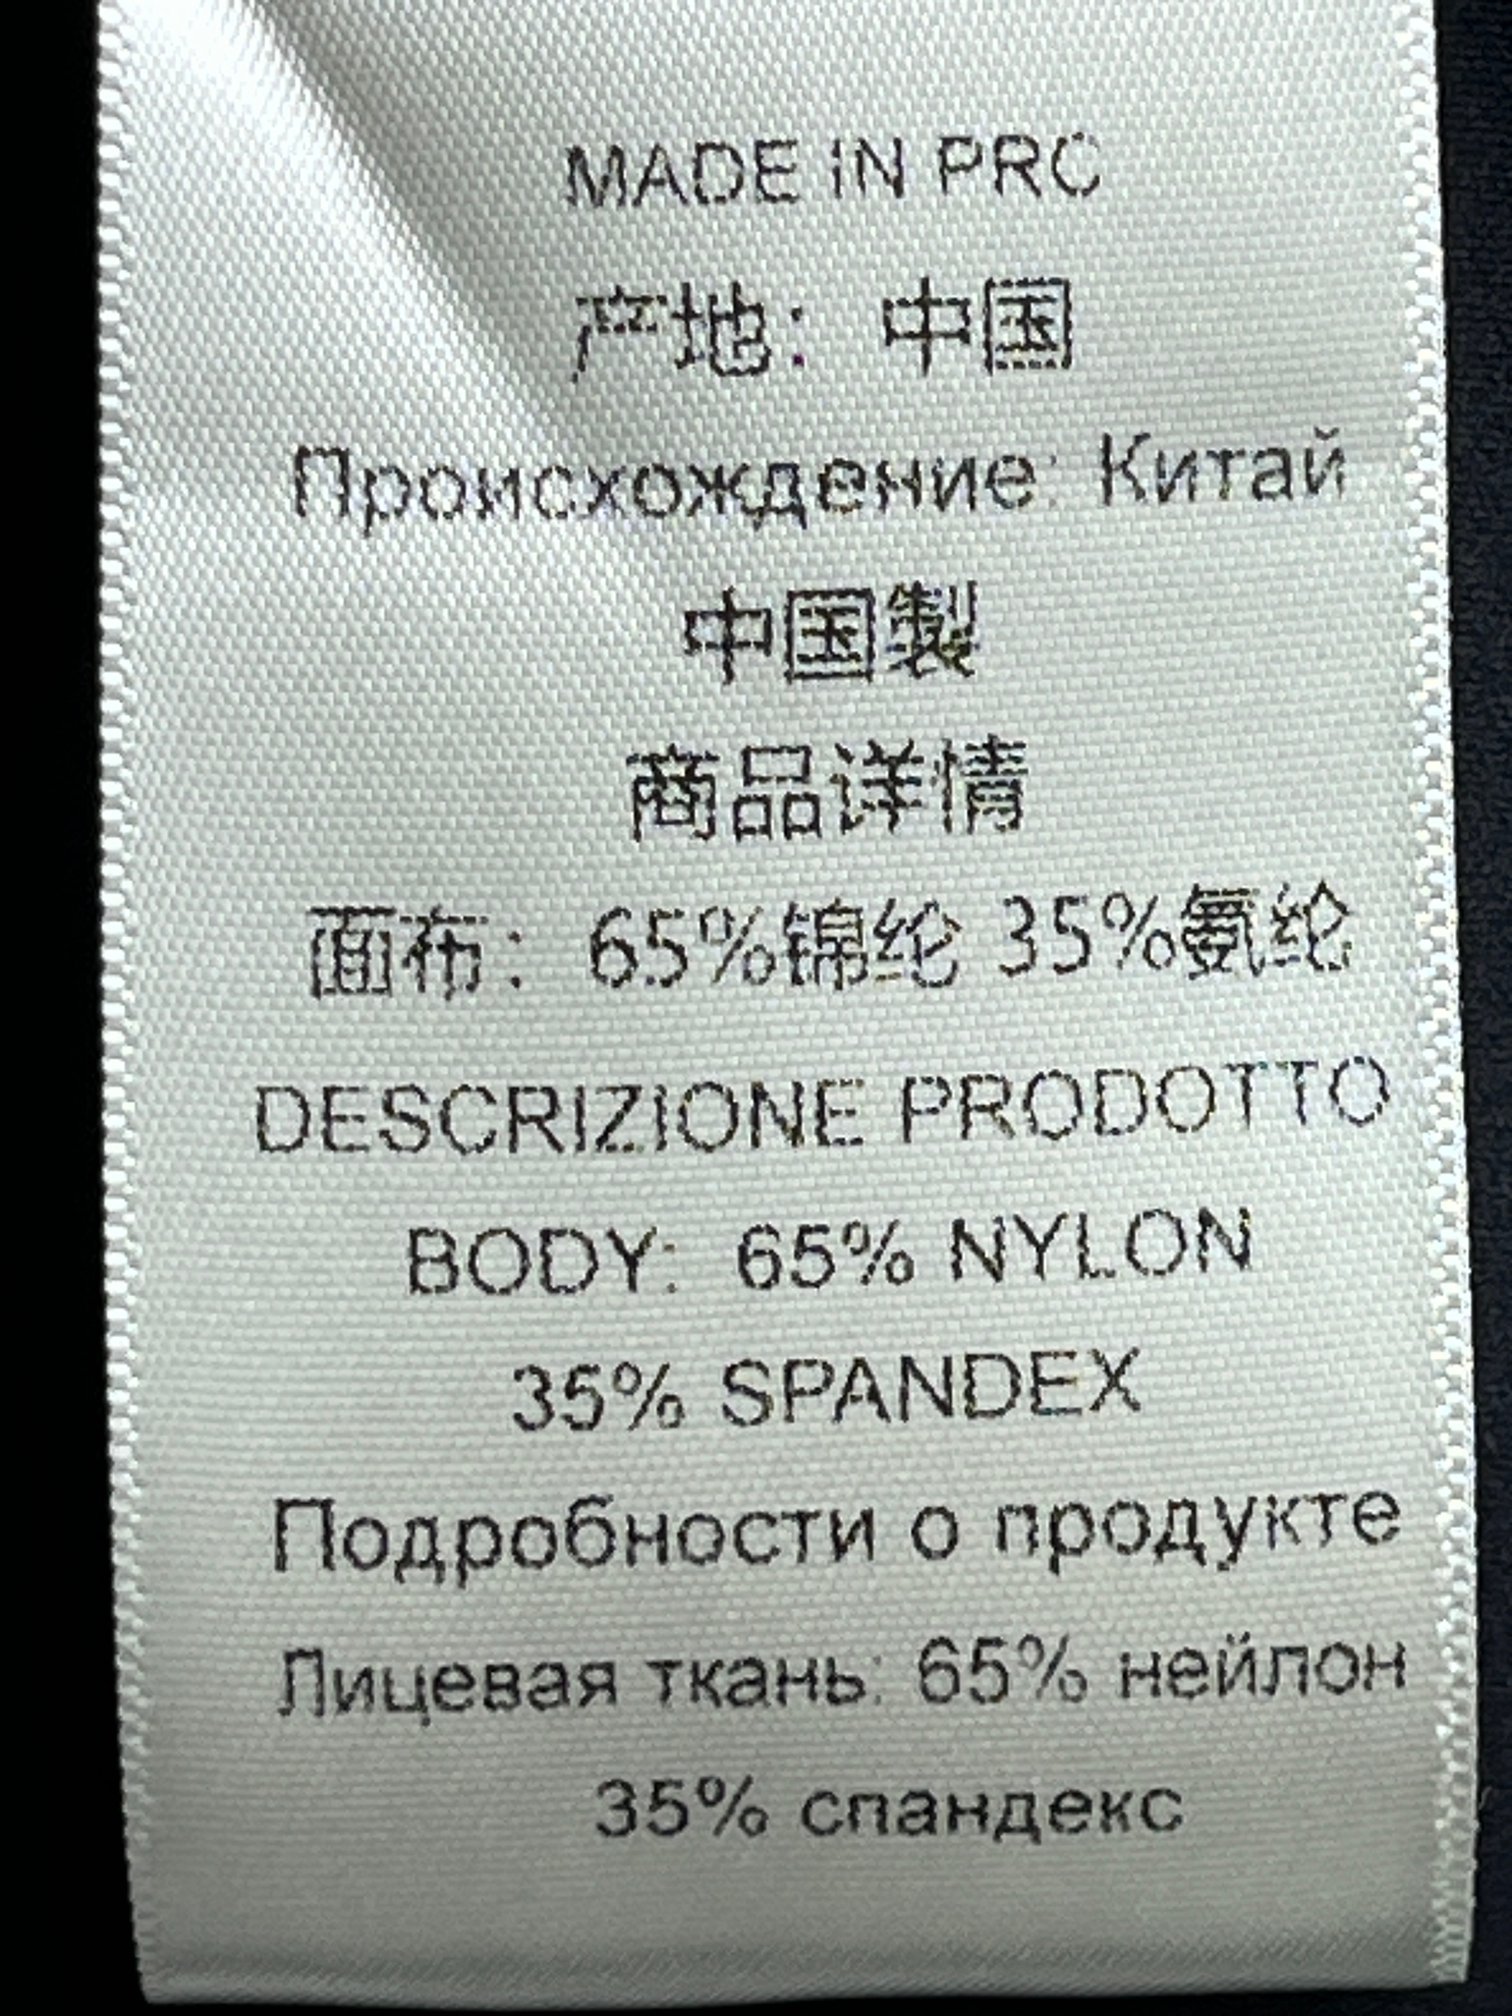 MADE IN PRC
产地：中国
Происхождение: Китай
中国製
商品详情
面布：65%锦纶 35%氨纶
DESCRIZIONE PRODOTTO
BODY: 65% NYLON
35% SPANDEX
Подробности о продукте
Лицевая ткань: 65% нейлон
35% спандекс